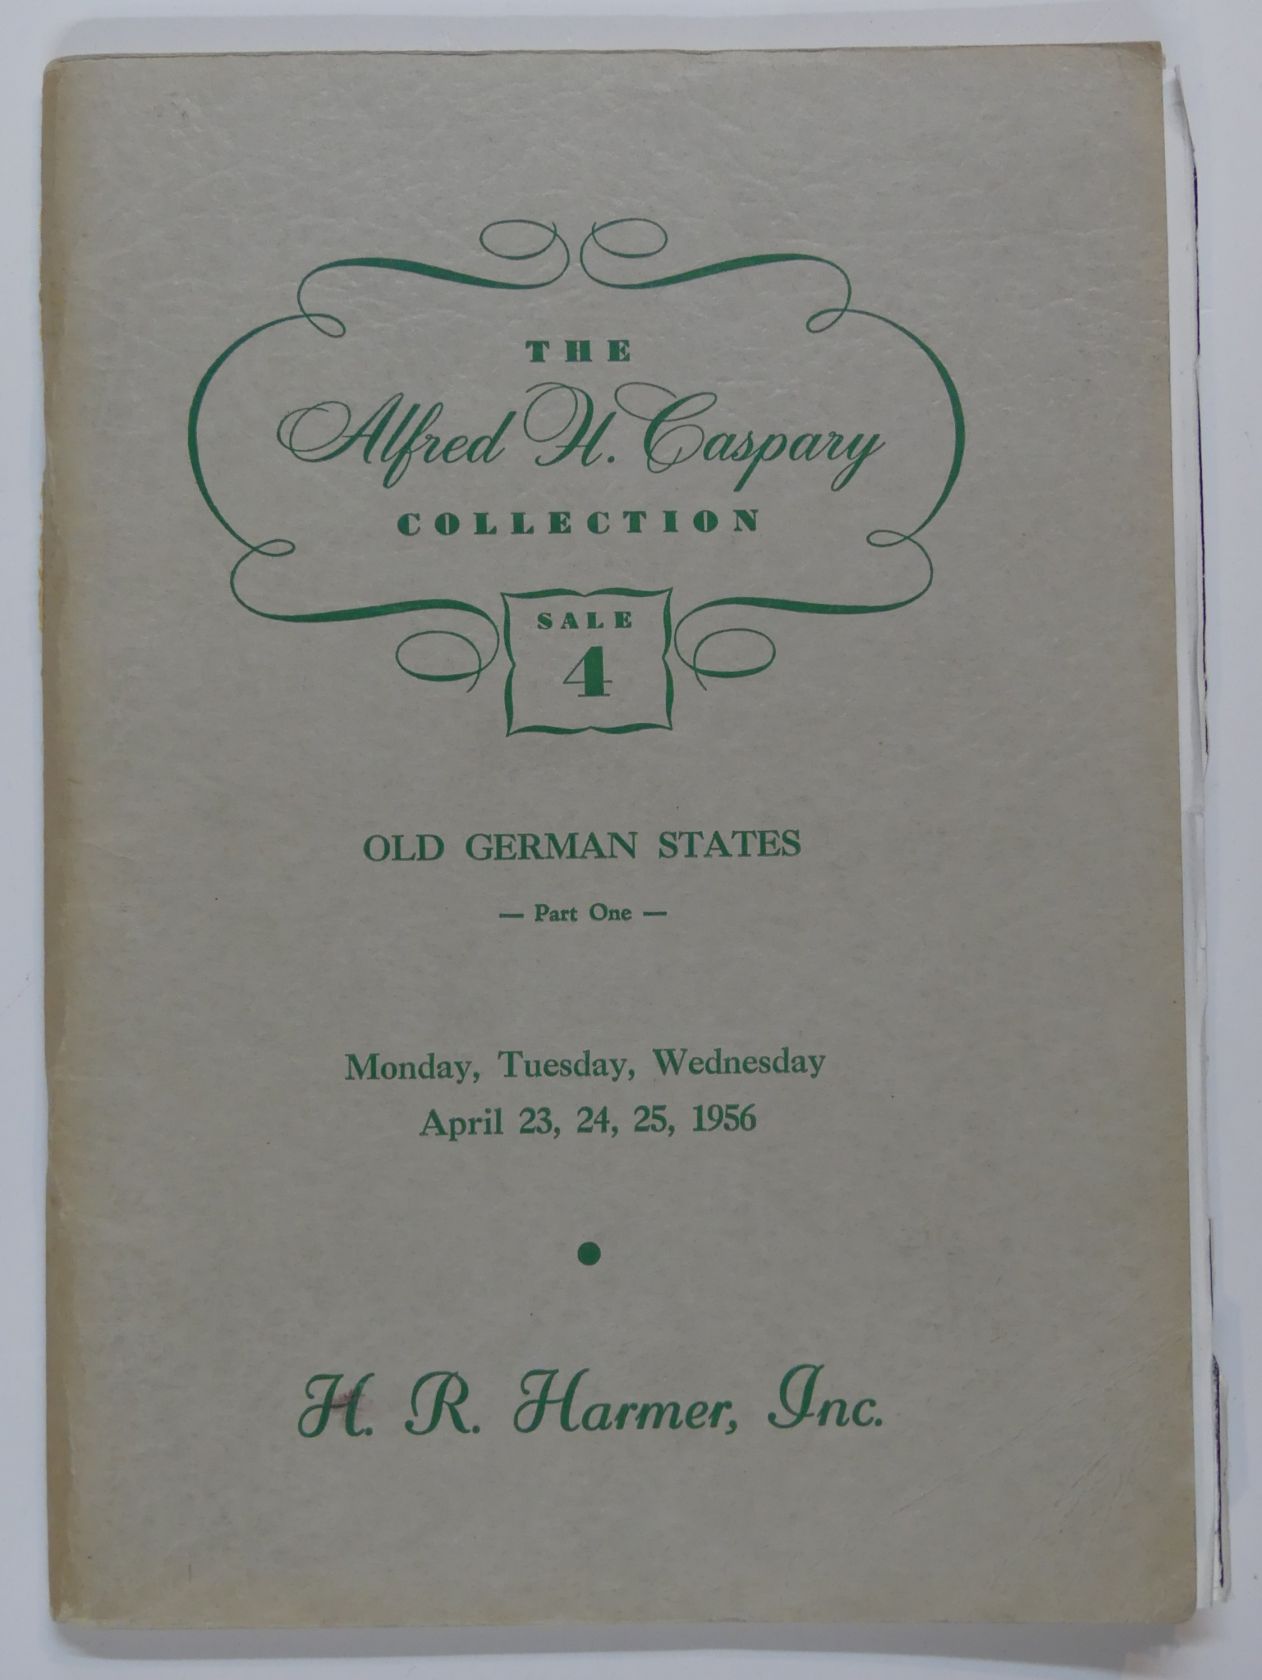 THE
Alfred H. Caspary
COLLECTION
SALE
4
OLD GERMAN STATES
— Part One —
Monday, Tuesday, Wednesday
April 23, 24, 25, 1956
H. R. Harmer, Inc.